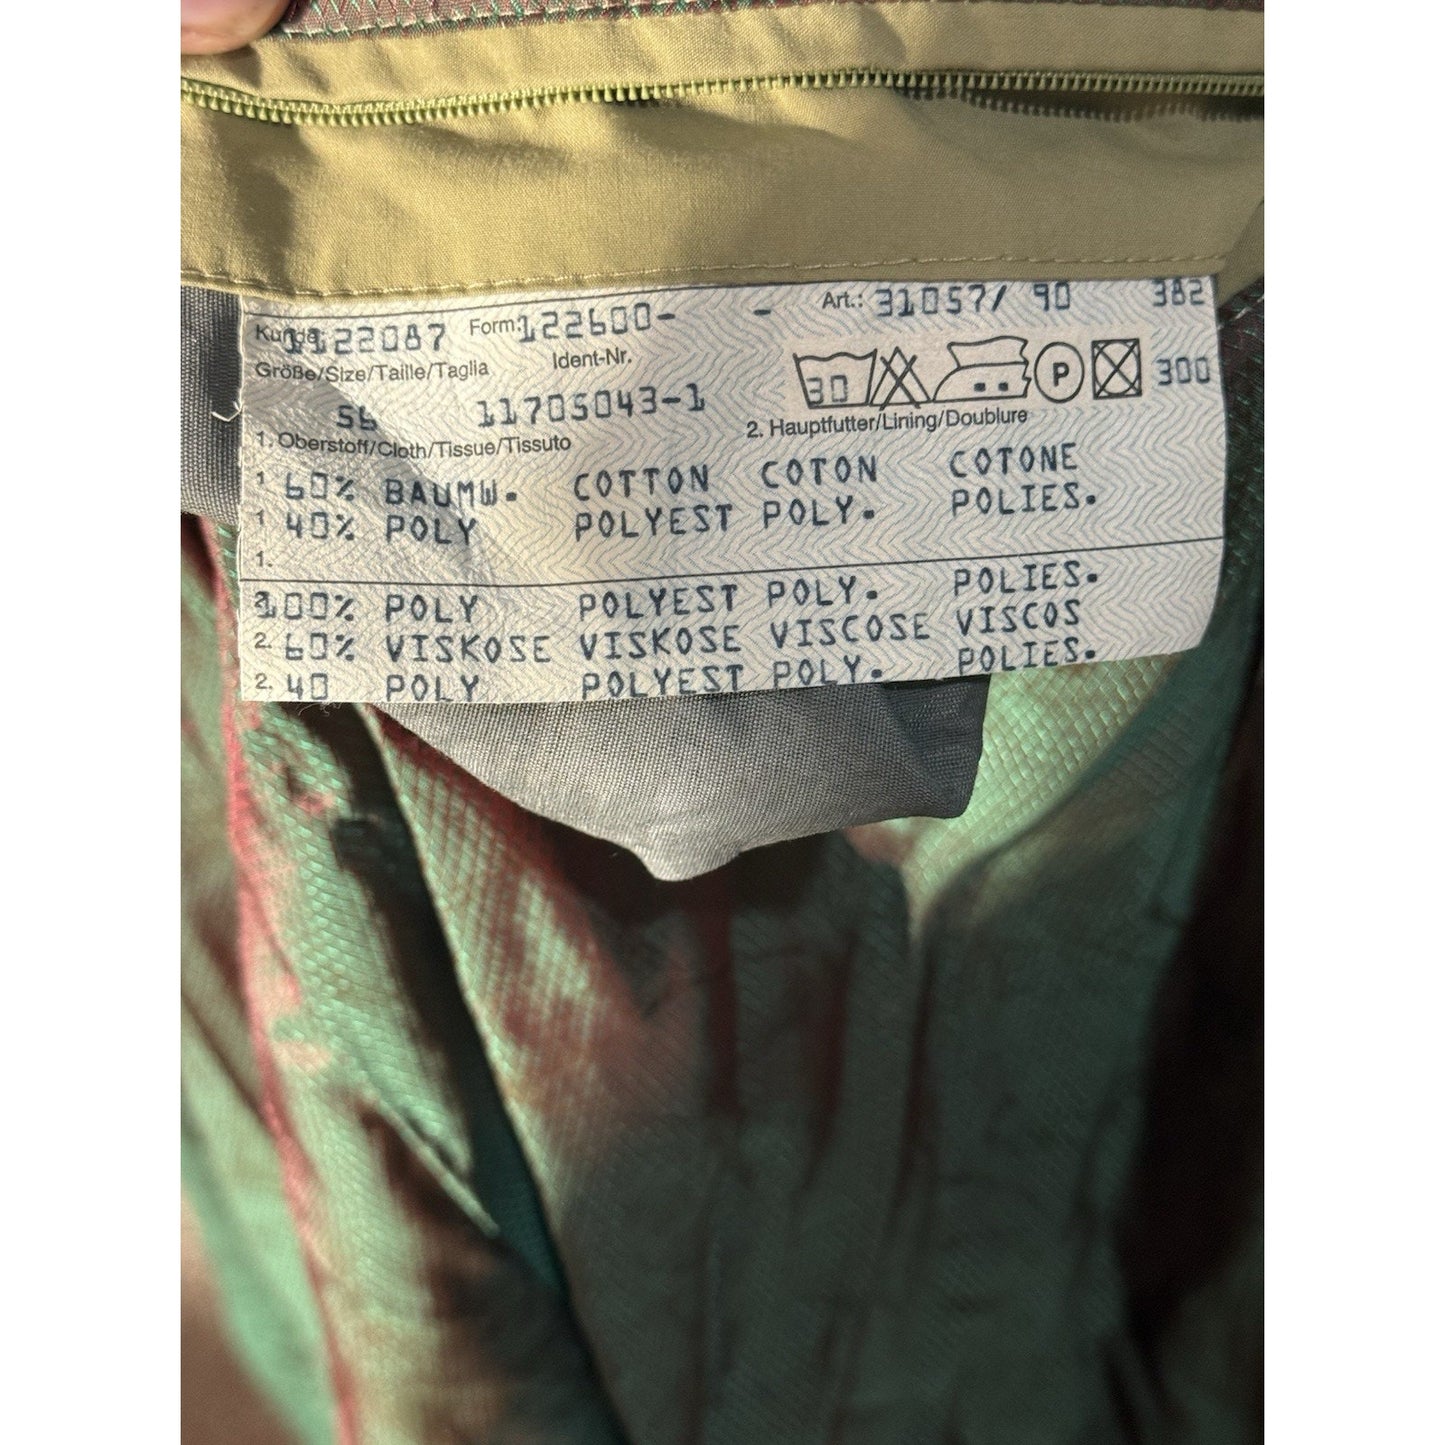 Kunde 1122087 Form: 122600- - Art.: 31057/ 90 382
Größe/Size/Taille/Taglia Ident-Nr. 30 P 300
56 11705043-1
1. Oberstoff/Cloth/Tissue/Tissuto 2. Hauptfutter/Lining/Doublure
1 60% BAUMW. COTTON COTON COTONE
1 40% POLY POLYEST POLY. POLIES.
1.
100% POLY POLYEST POLY. POLIES.
2. 60% VISKOSE VISKOSE VISCOSE VISCOS
2. 40 POLY POLYEST POLY. POLIES.